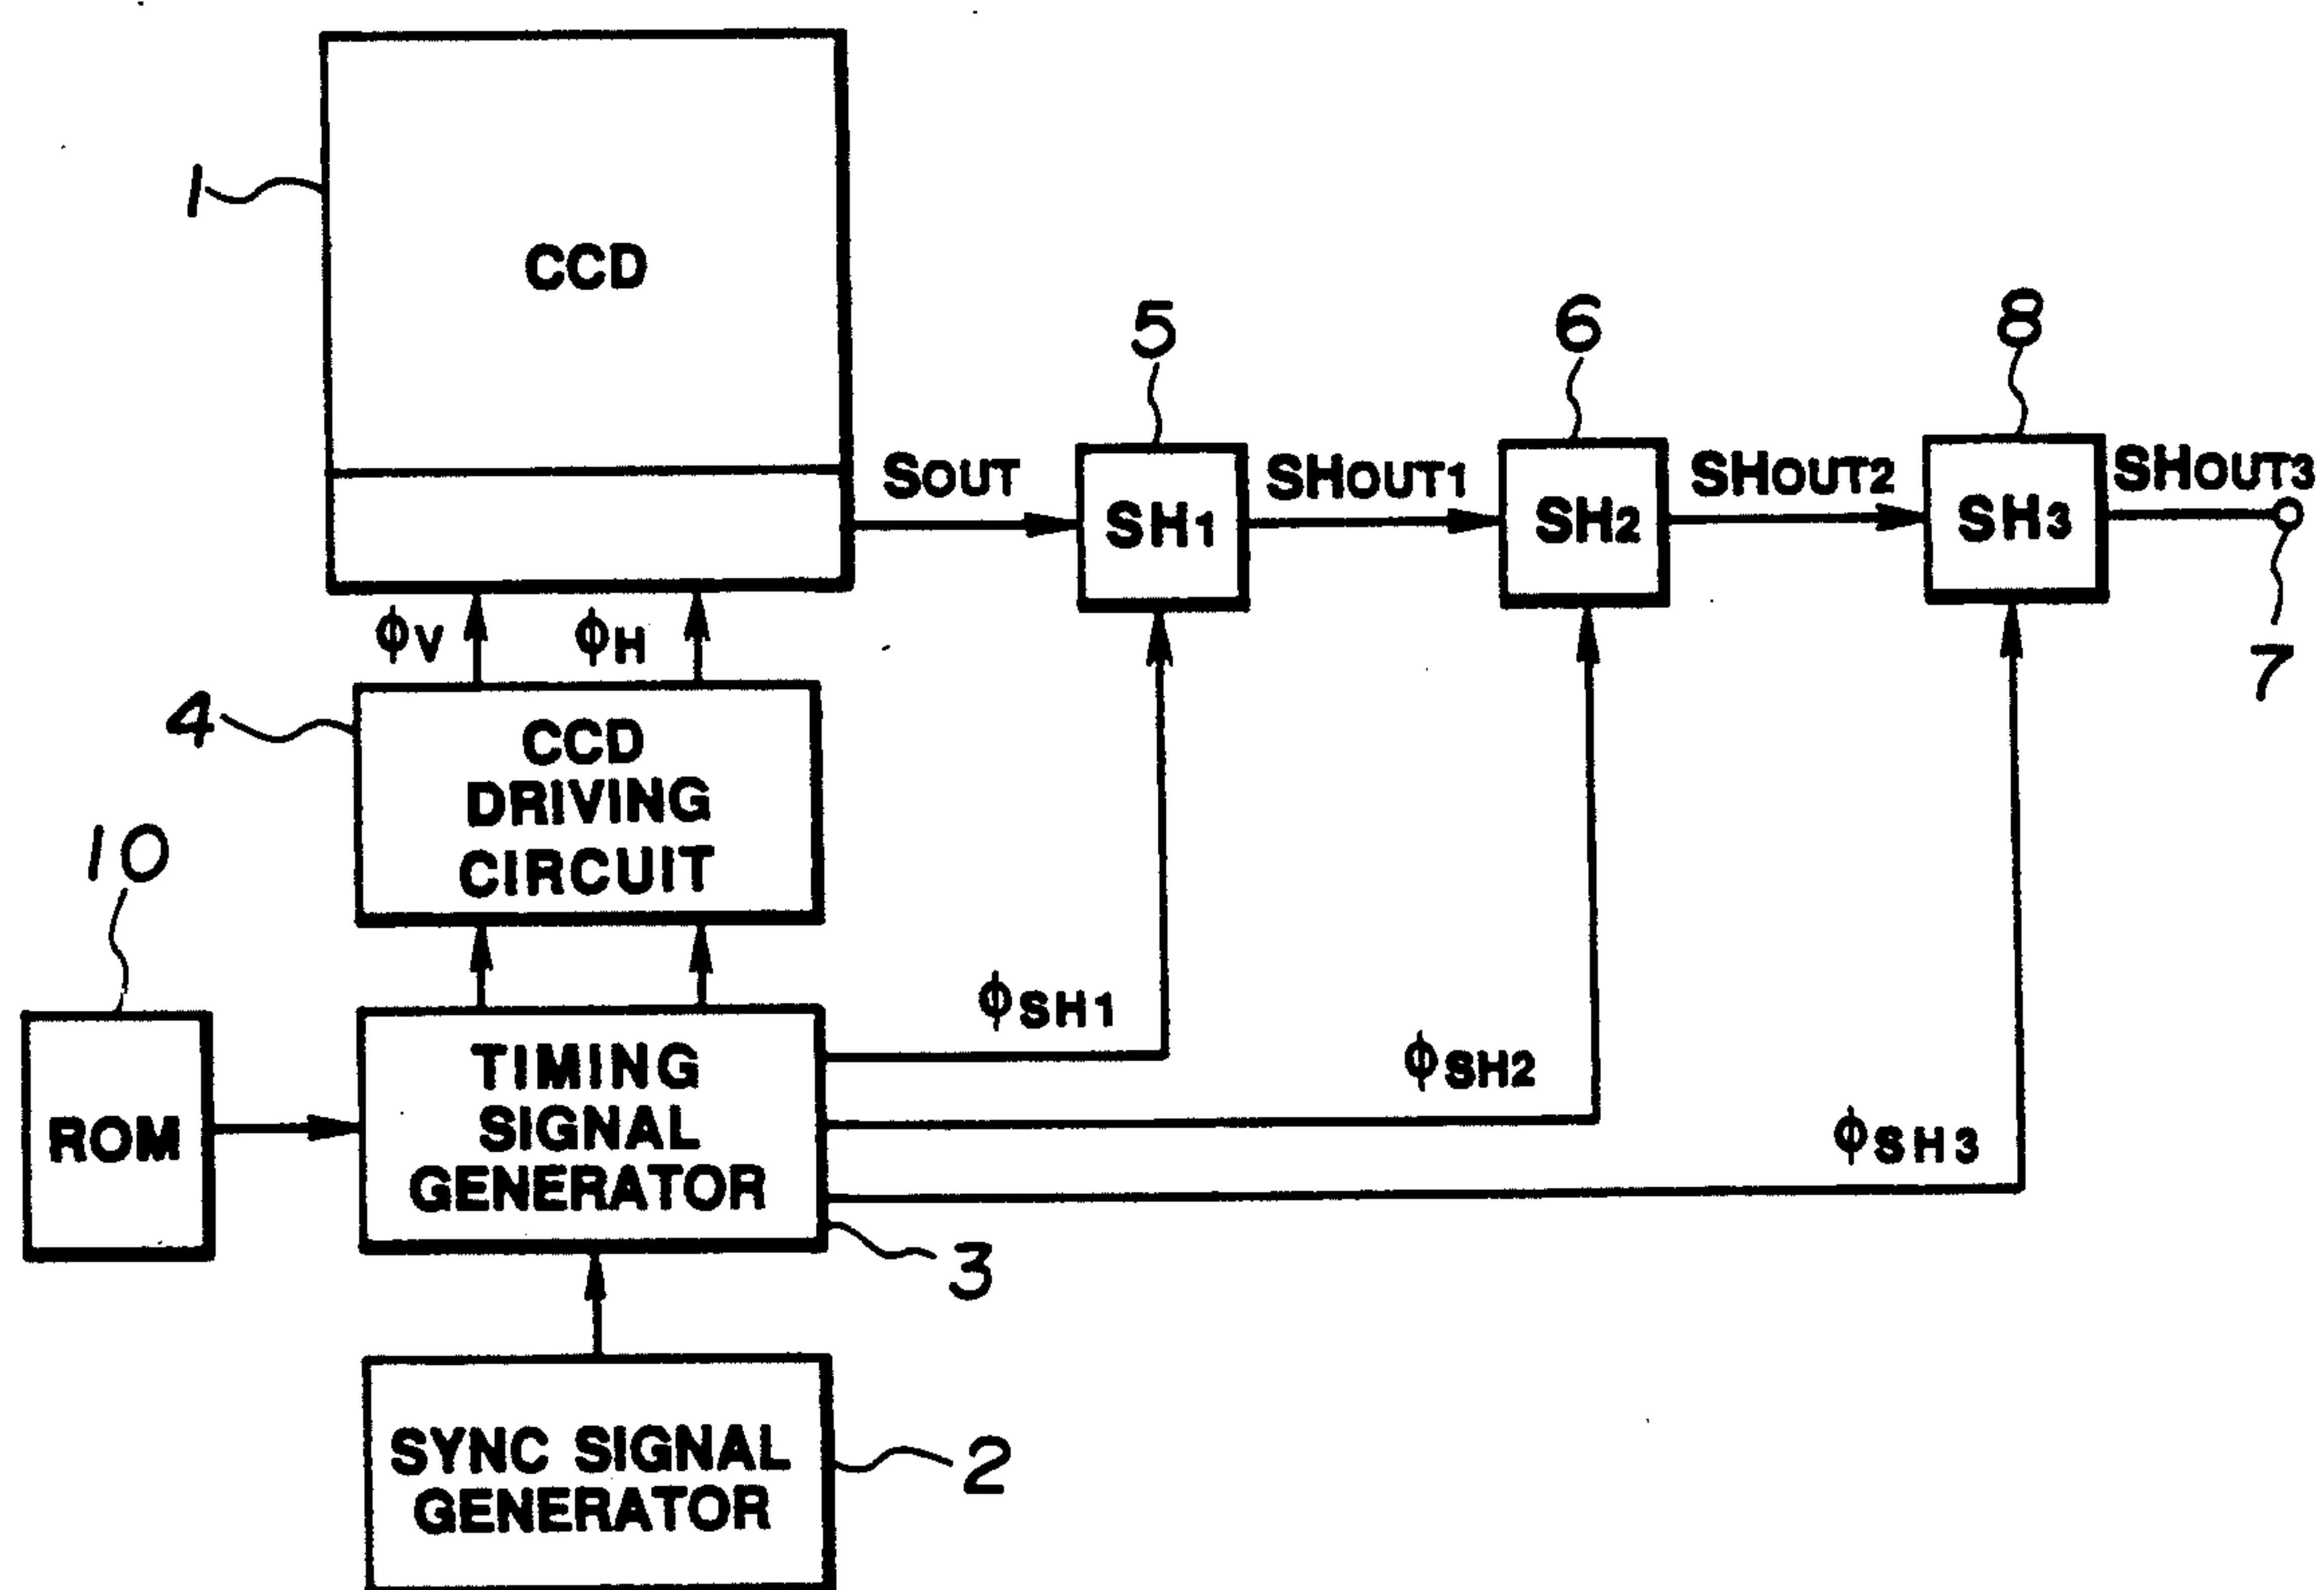 1
CCD
5
6
8
SOUT
SH1
SHOUT1
SH2
SHOUT2
SH3
SHOUT3
7
ϕV
ϕH
4
CCD
DRIVING
CIRCUIT
10
ROM
TIMING
SIGNAL
GENERATOR
ϕSH1
ϕSH2
ϕSH3
3
SYNC SIGNAL
GENERATOR
2